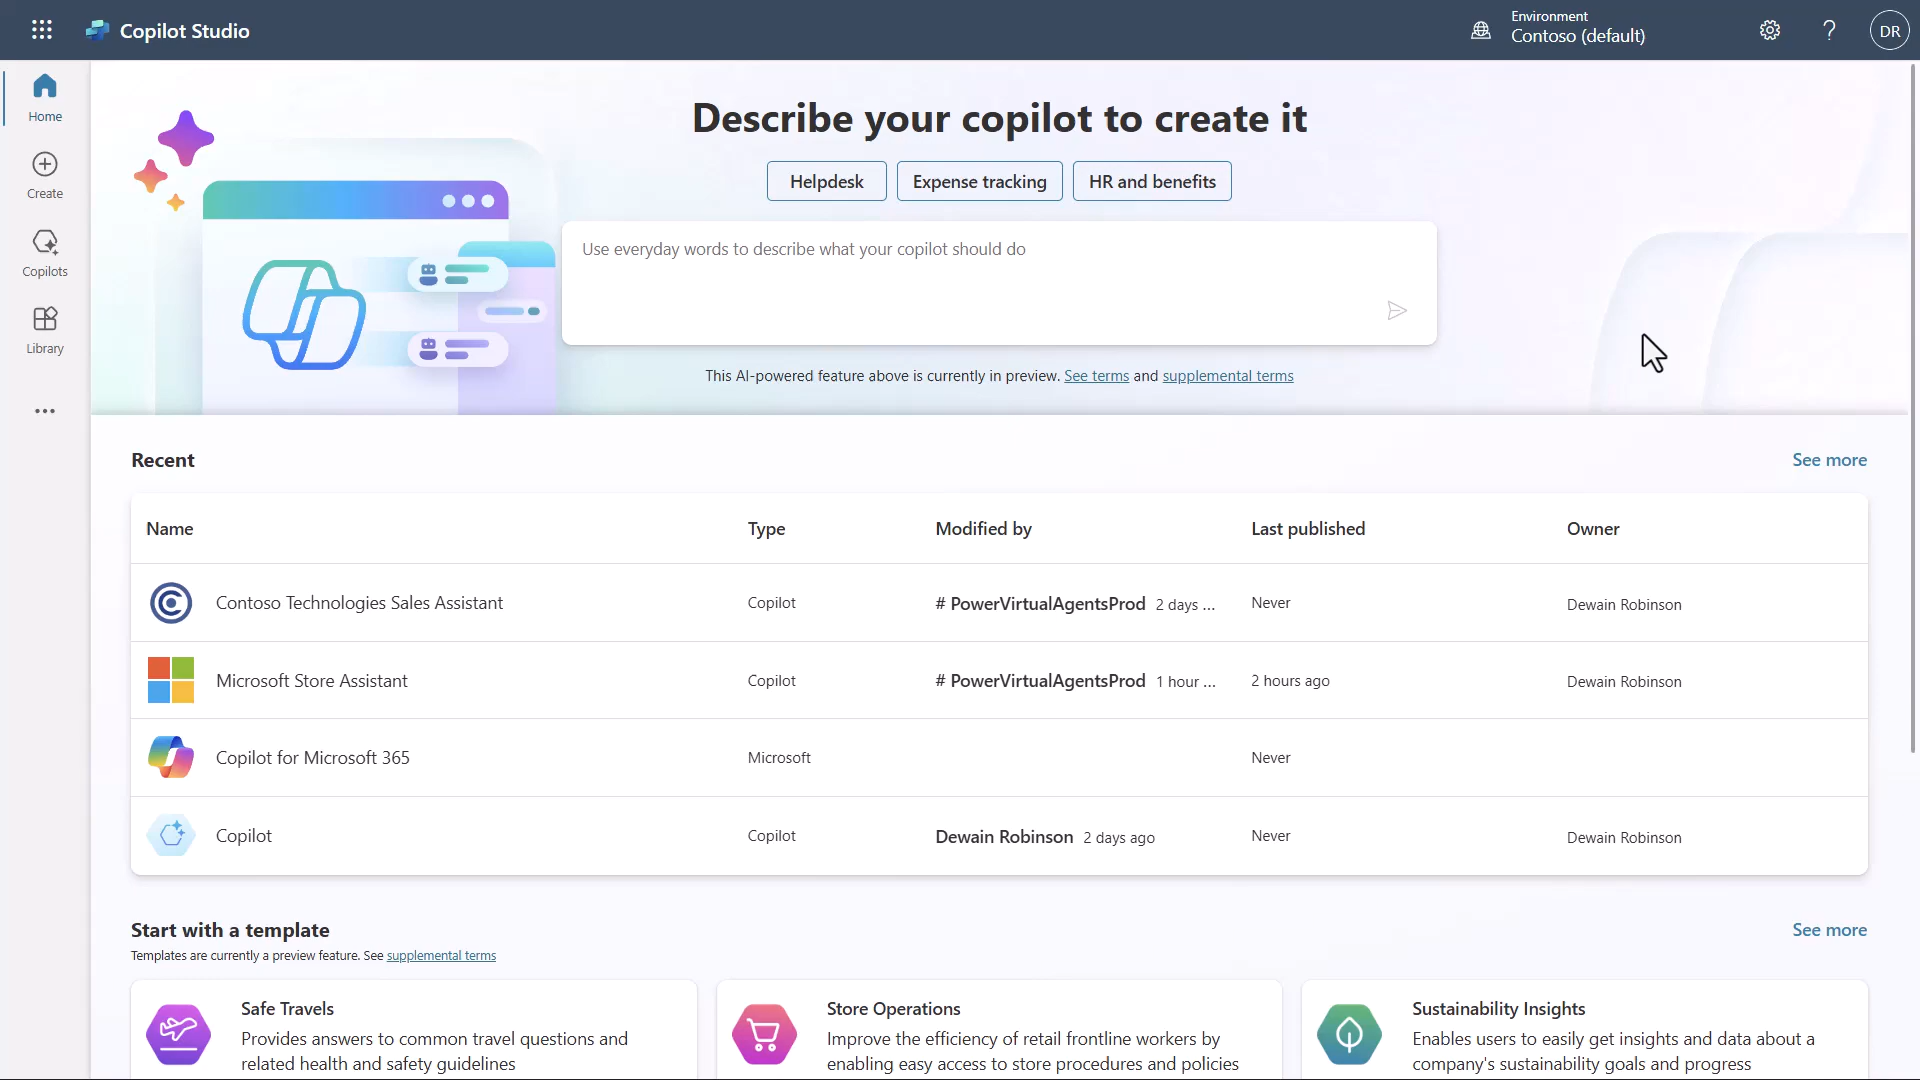 Copilot Studio
Environment
Contoso (default)
DR
Home
Create
Copilots
Library
Describe your copilot to create it
Helpdesk
Expense tracking
HR and benefits
Use everyday words to describe what your copilot should do
This AI-powered feature above is currently in preview. See terms and supplemental terms
Recent
See more
Name Type Modified by Last published Owner
Contoso Technologies Sales Assistant Copilot # PowerVirtualAgentsProd 2 days ... Never Dewain Robinson
Microsoft Store Assistant Copilot # PowerVirtualAgentsProd 1 hour ... 2 hours ago Dewain Robinson
Copilot for Microsoft 365 Microsoft Never
Copilot Copilot Dewain Robinson 2 days ago Never Dewain Robinson
Start with a template
See more
Templates are currently a preview feature. See supplemental terms
Safe Travels
Provides answers to common travel questions and
related health and safety guidelines
Store Operations
Improve the efficiency of retail frontline workers by
enabling easy access to store procedures and policies
Sustainability Insights
Enables users to easily get insights and data about a
company's sustainability goals and progress